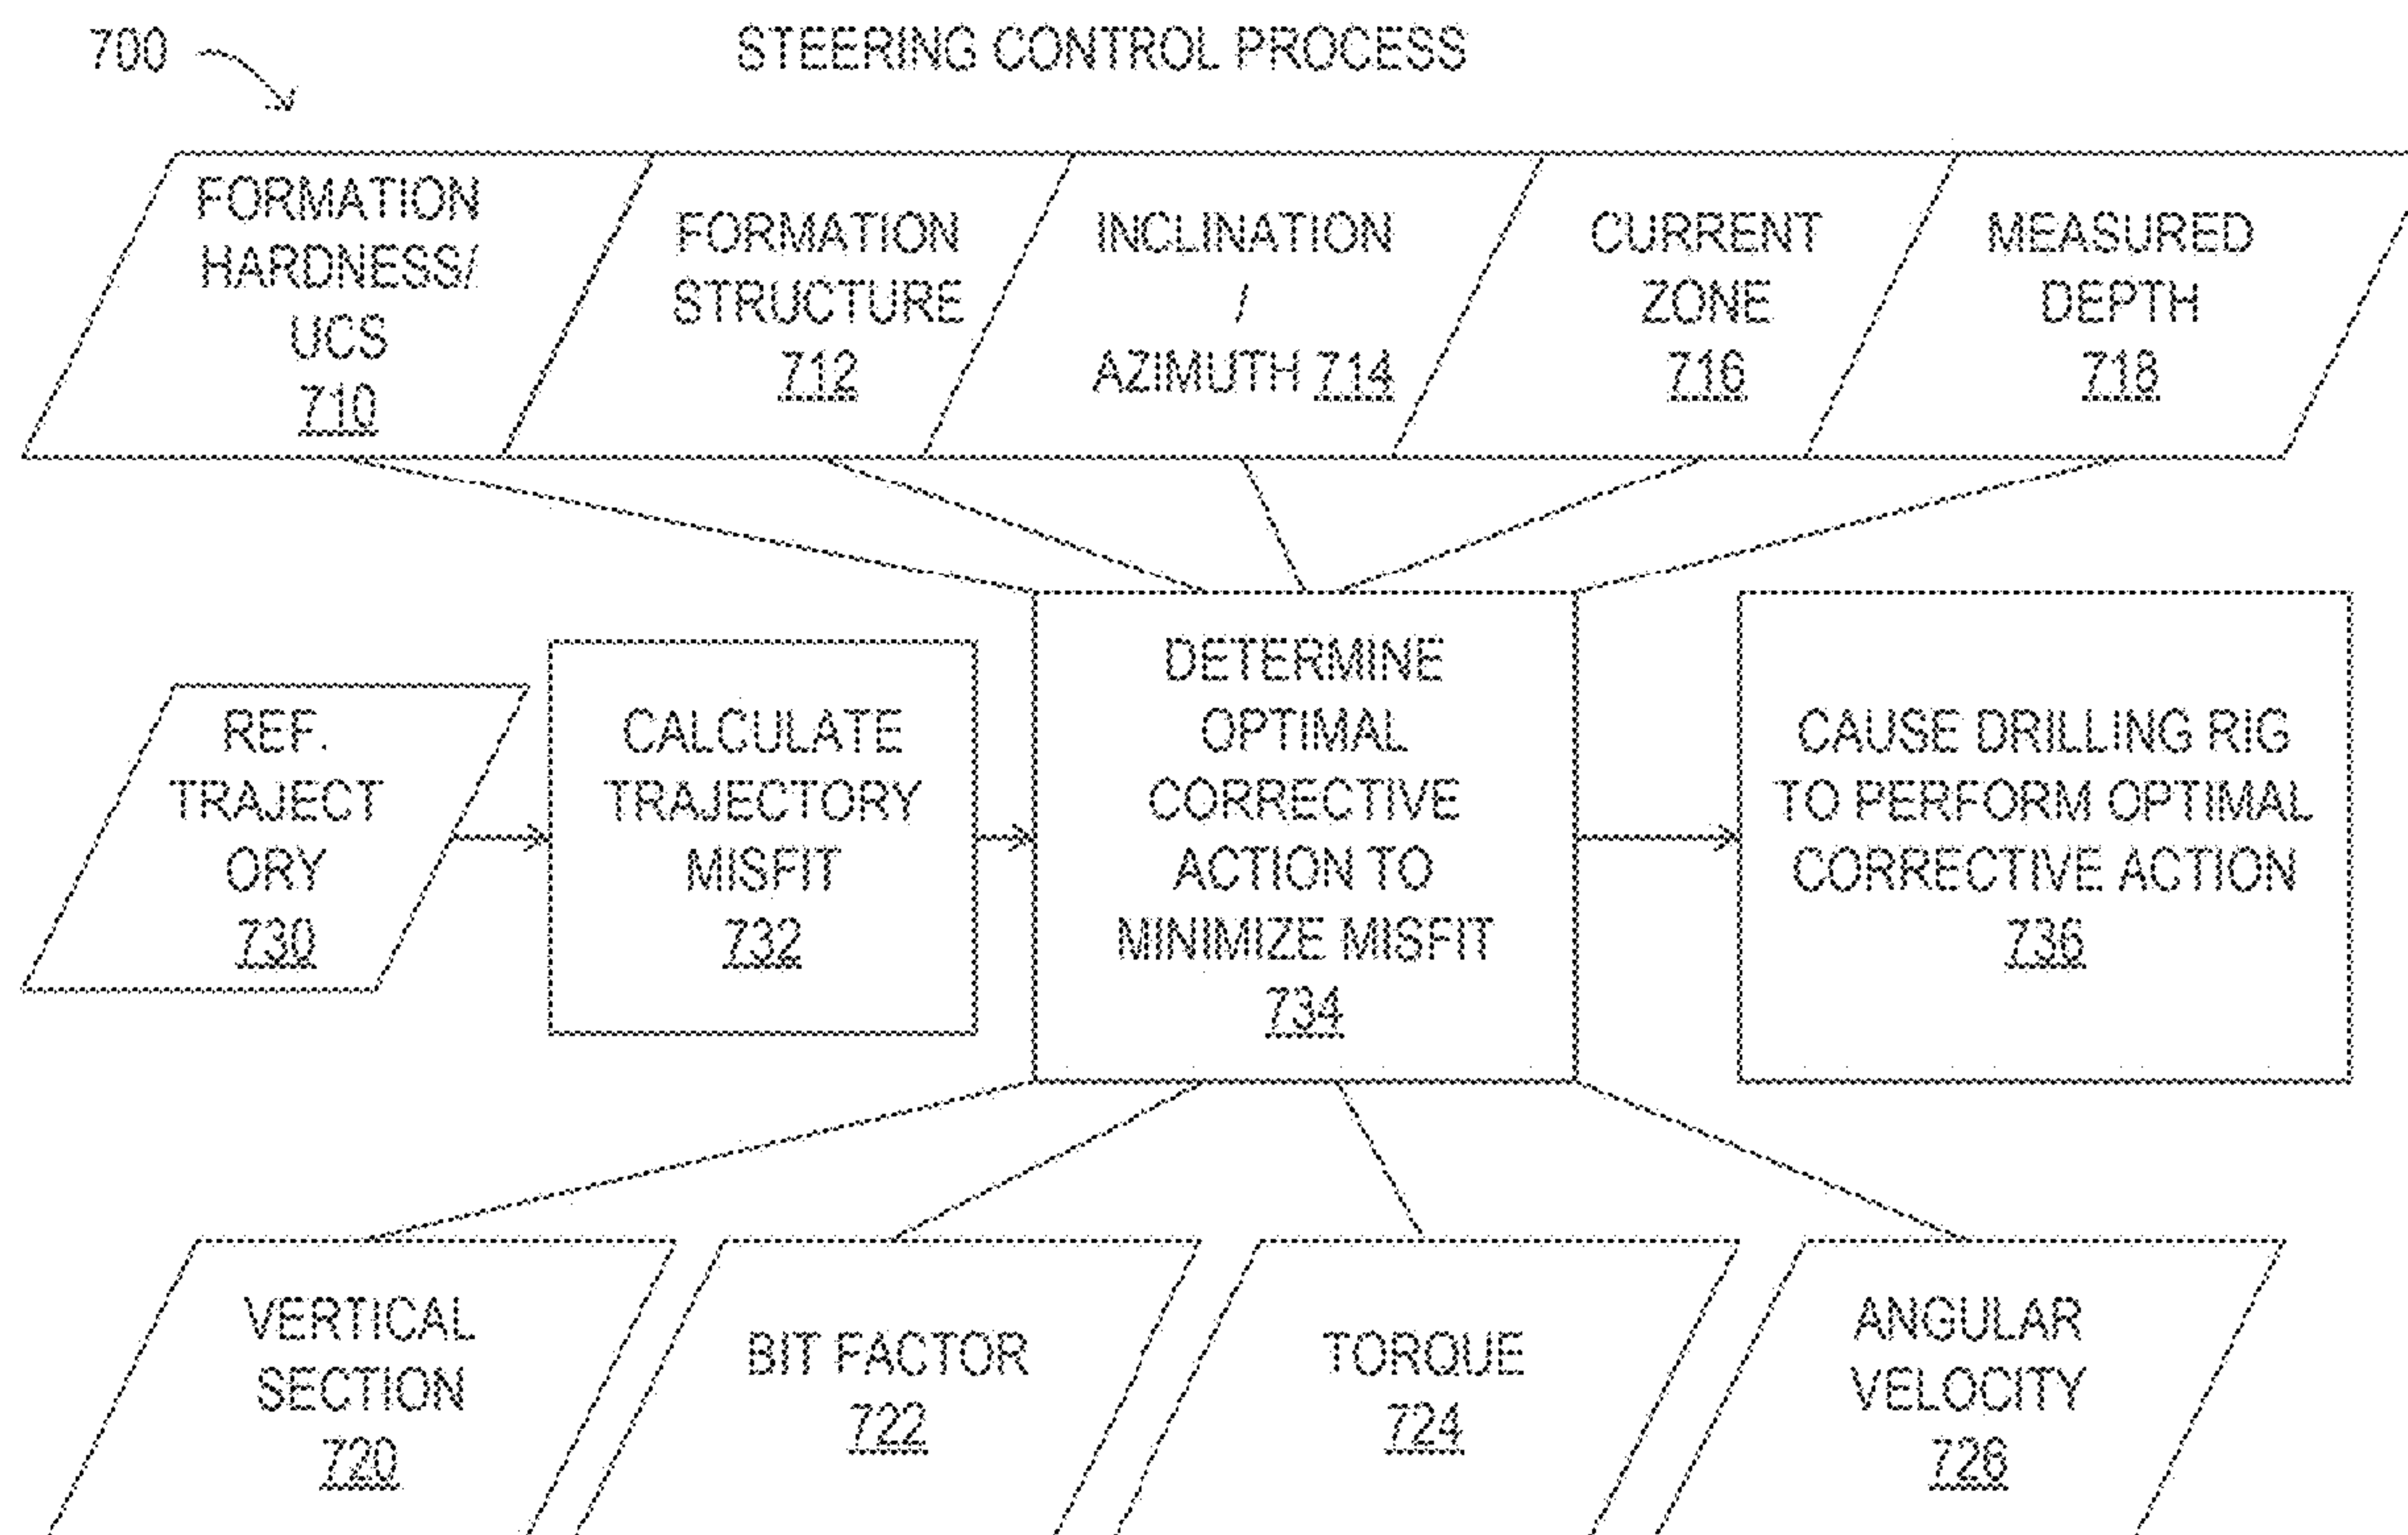 700
STEERING CONTROL PROCESS
FORMATION
HARDNESS/
UCS
710
FORMATION
STRUCTURE
712
INCLINATION
/
AZIMUTH 714
CURRENT
ZONE
716
MEASURED
DEPTH
718
REF.
TRAJECT
ORY
730
CALCULATE
TRAJECTORY
MISFIT
732
DETERMINE
OPTIMAL
CORRECTIVE
ACTION TO
MINIMIZE MISFIT
734
CAUSE DRILLING RIG
TO PERFORM OPTIMAL
CORRECTIVE ACTION
736
VERTICAL
SECTION
720
BIT FACTOR
722
TORQUE
724
ANGULAR
VELOCITY
726